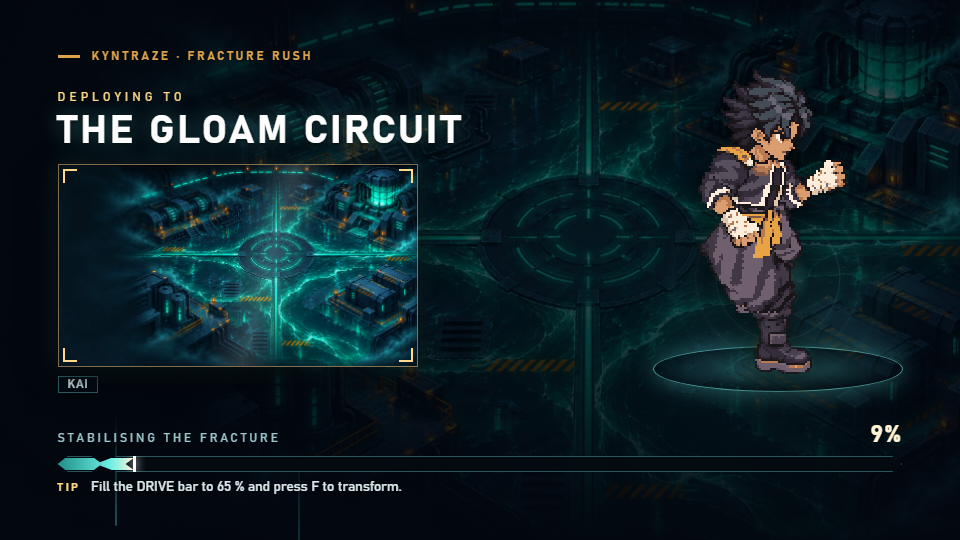 KYNTRAZE · FRACTURE RUSH
DEPLOYING TO
THE GLOAM CIRCUIT
KAI
STABILISING THE FRACTURE
9%
TIP Fill the DRIVE bar to 65 % and press F to transform.